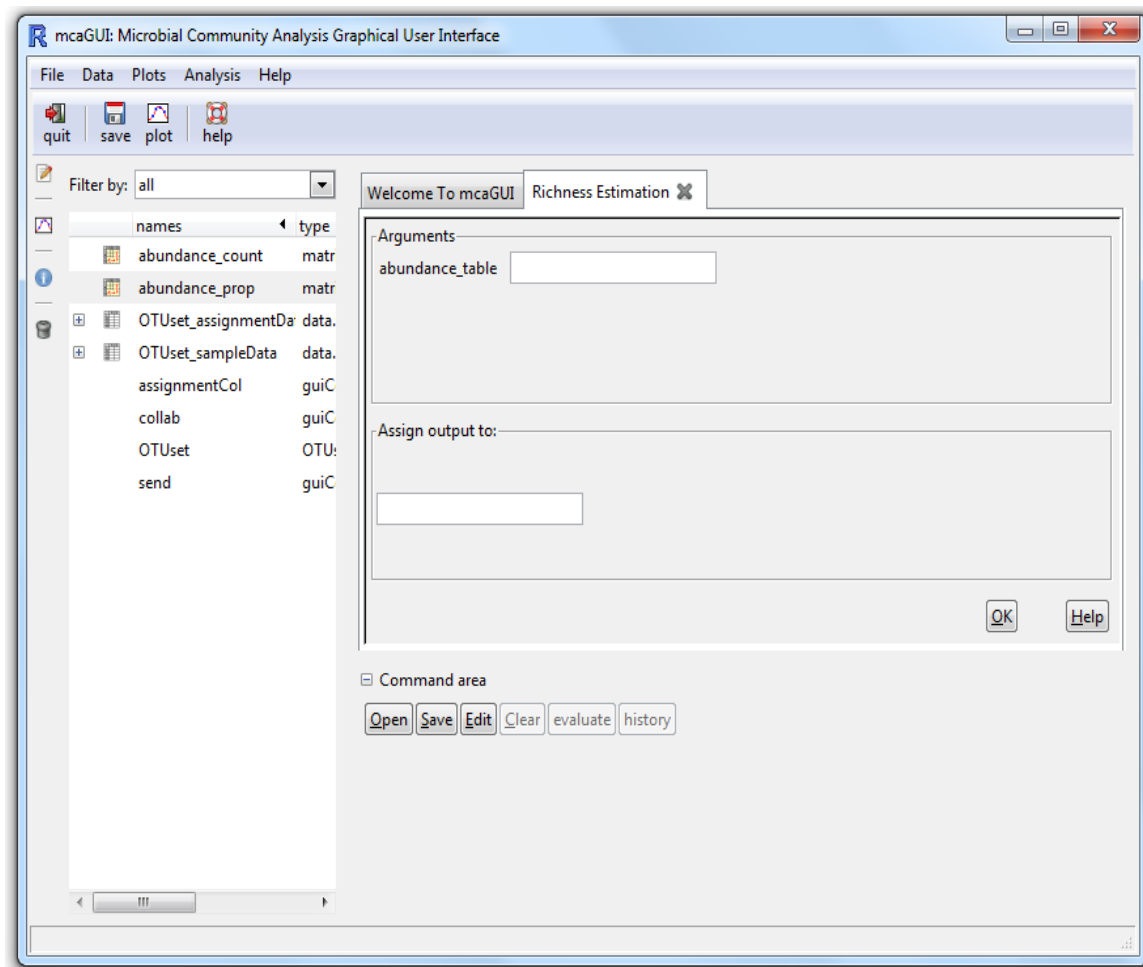 mcaGUI: Microbial Community Analysis Graphical User Interface
File Data Plots Analysis Help
quit save plot help
Filter by: all
names type
abundance_count matr
abundance_prop matr
OTUset_assignmentDa data.
OTUset_sampleData data.
assignmentCol guiC
collab guiC
OTUset OTUs
send guiC
Welcome To mcaGUI Richness Estimation
Arguments
abundance_table
Assign output to:
OK Help
Command area
Open Save Edit Clear evaluate history